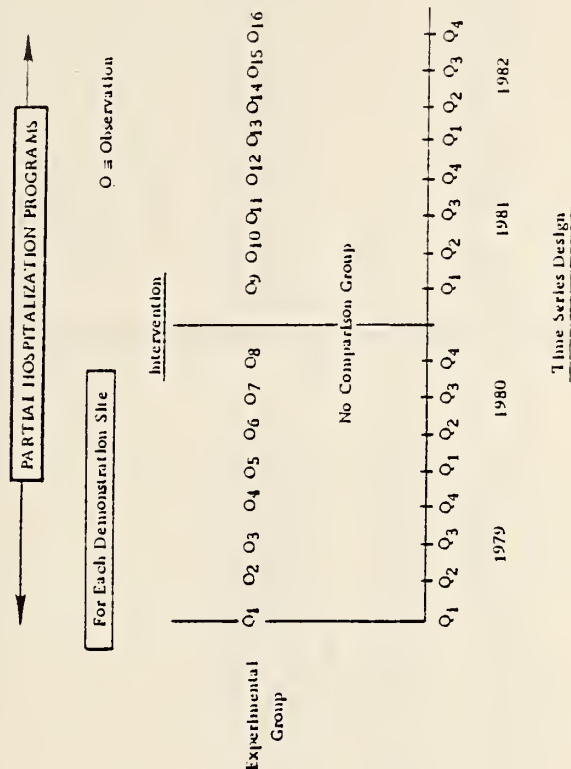 PARTIAL HOSPITALIZATION PROGRAMS
For Each Demonstration Site
O ≡ Observation
Intervention
Experimental
Group
O1 O2 O3 O4 O5 O6 O7 O8 O9 O10 O11 O12 O13 O14 O15 O16
No Comparison Group
Q1 Q2 Q3 Q4 Q1 Q2 Q3 Q4 Q1 Q2 Q3 Q4 Q1 Q2 Q3 Q4
1979 1980 1981 1982
Time Series Design